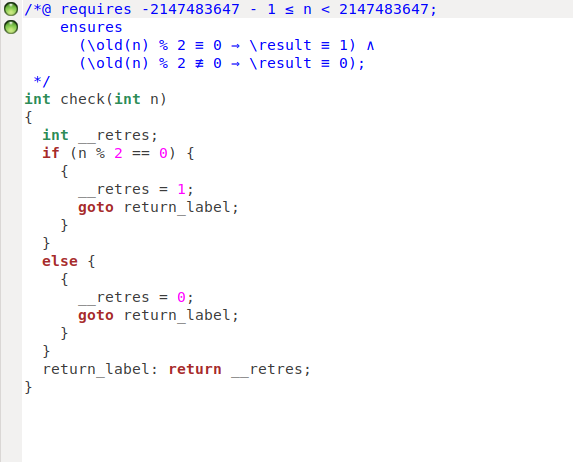 /*@ requires -2147483647 - 1 ≤ n < 2147483647;
    ensures
      (\old(n) % 2 ≡ 0 ⇒ \result ≡ 1) ∧
      (\old(n) % 2 ≢ 0 ⇒ \result ≡ 0);
 */
int check(int n)
{
  int __retres;
  if (n % 2 == 0) {
    {
      __retres = 1;
      goto return_label;
    }
  }
  else {
    {
      __retres = 0;
      goto return_label;
    }
  }
  return_label: return __retres;
}